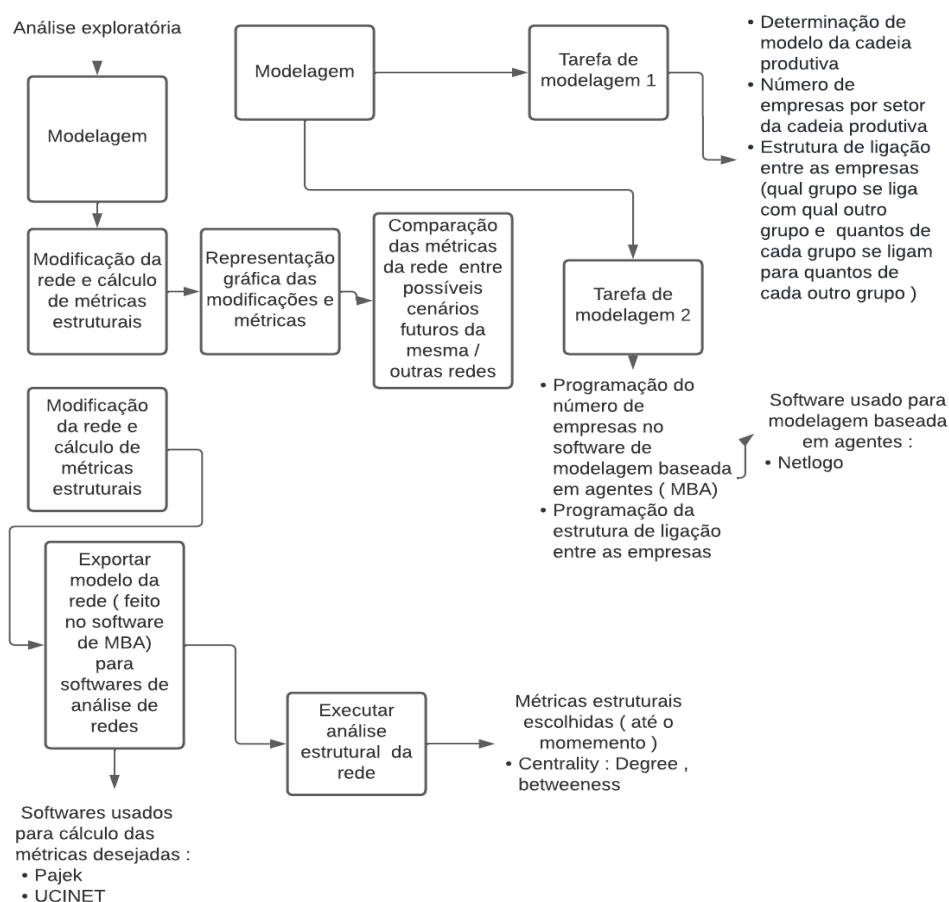 Análise exploratória
Modelagem
Modificação da
rede e cálculo
de métricas
estruturais
Representação
gráfica das
modificações e
métricas
Comparação
das métricas
da rede entre
possíveis
cenários
futuros da
mesma /
outras redes
Modelagem
Tarefa de
modelagem 1
• Determinação de
modelo da cadeia
produtiva
• Número de
empresas por setor
da cadeia produtiva
• Estrutura de ligação
entre as empresas
(qual grupo se liga
com qual outro
grupo e quantos de
cada grupo se ligam
para quantos de
cada outro grupo )
Tarefa de
modelagem 2
• Programação do
número de
empresas no
software de
modelagem baseada
em agentes ( MBA)
• Programação da
estrutura de ligação
entre as empresas
Software usado para
modelagem baseada
em agentes :
• Netlogo
Modificação
da rede e
cálculo de
métricas
estruturais
Exportar
modelo da
rede ( feito
no software
de MBA)
para
softwares de
análise de
redes
Executar
análise
estrutural da
rede
Métricas estruturais
escolhidas ( até o
momemento )
• Centrality : Degree ,
betweeness
Softwares usados
para cálculo das
métricas desejadas :
• Pajek
• UCINET